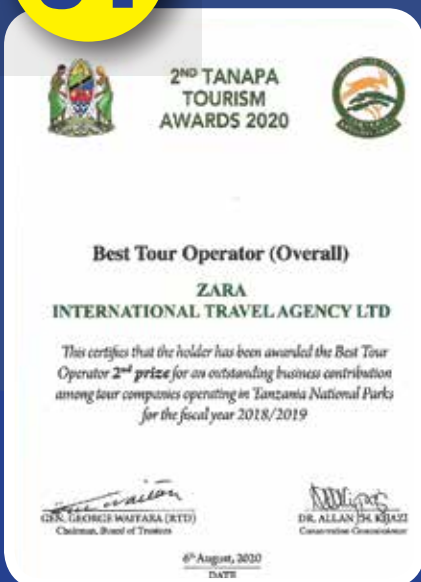 2ND TANAPA
TOURISM
AWARDS 2020
Best Tour Operator (Overall)
ZARA
INTERNATIONAL TRAVEL AGENCY LTD
This certifies that the holder has been awarded the Best Tour
Operator 2nd prize for an outstanding business contribution
among tour companies operating in Tanzania National Parks
for the fiscal year 2018/2019
GEN. GEORGE WAITARA (RTD)
Chairman, Board of Trustees
DR. ALLAN J.H. KIJAZI
Conservation Commissioner
6th August, 2020
DATE